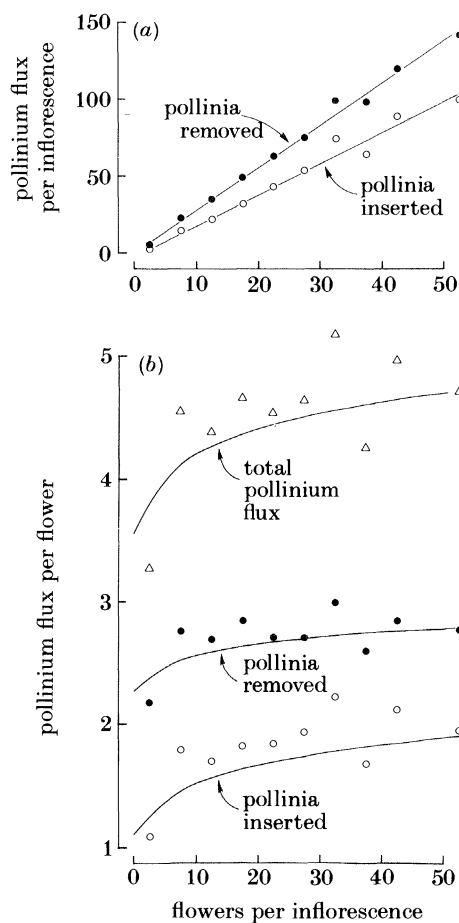 (a)
150
100
50
0
pollinium flux
per inflorescence
pollinia
removed
pollinia
inserted
0 10 20 30 40 50
(b)
5
4
3
2
1
pollinium flux per flower
total
pollinium
flux
pollinia
removed
pollinia
inserted
0 10 20 30 40 50
flowers per inflorescence